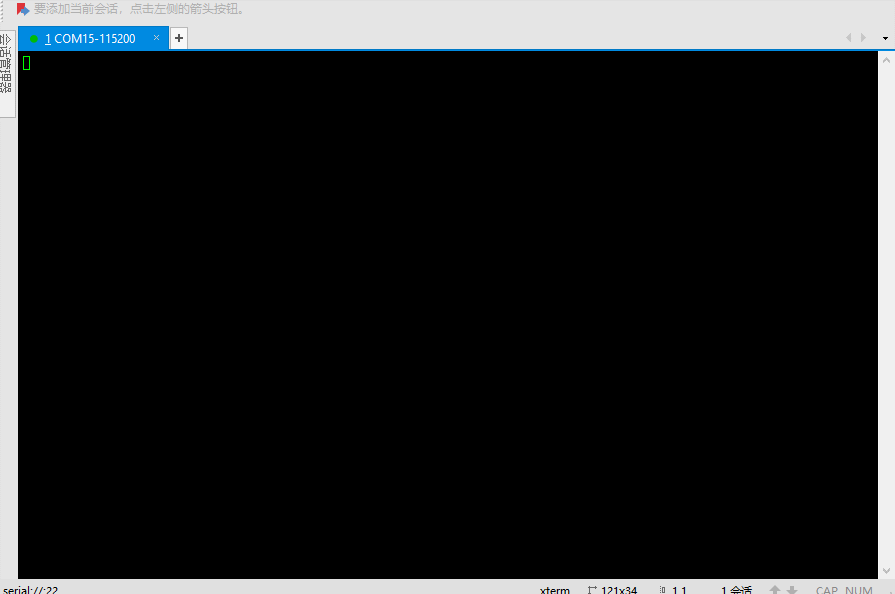 要添加当前会话，点击左侧的箭头按钮。
1 COM15-115200 × +
会话管理器
serial://:22 xterm 121x34 1,1 1 会话 CAP NUM